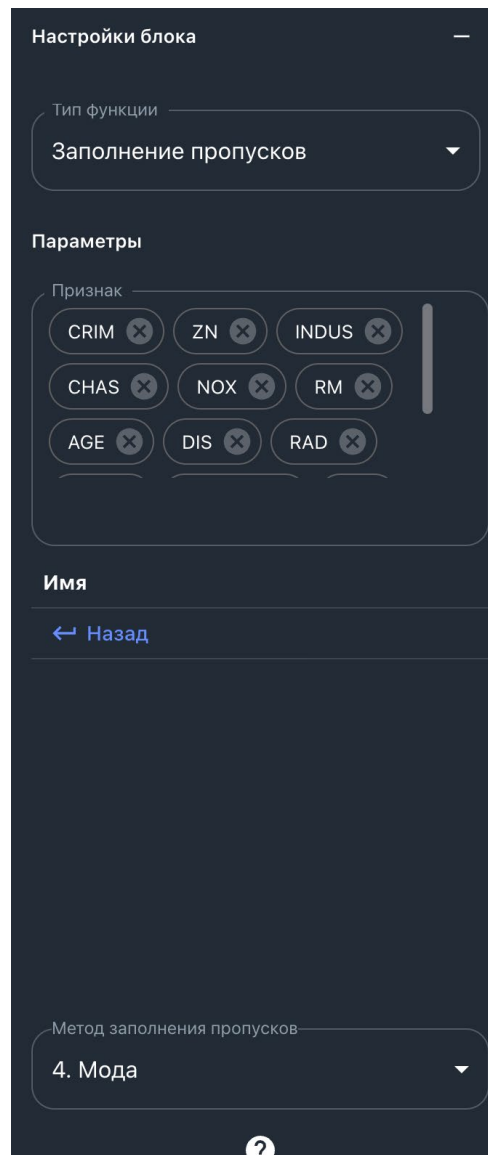 Настройки блока
Тип функции
Заполнение пропусков
Параметры
Признак
CRIM ZN INDUS
CHAS NOX RM
AGE DIS RAD
Имя
Назад
Метод заполнения пропусков
4. Мода
?